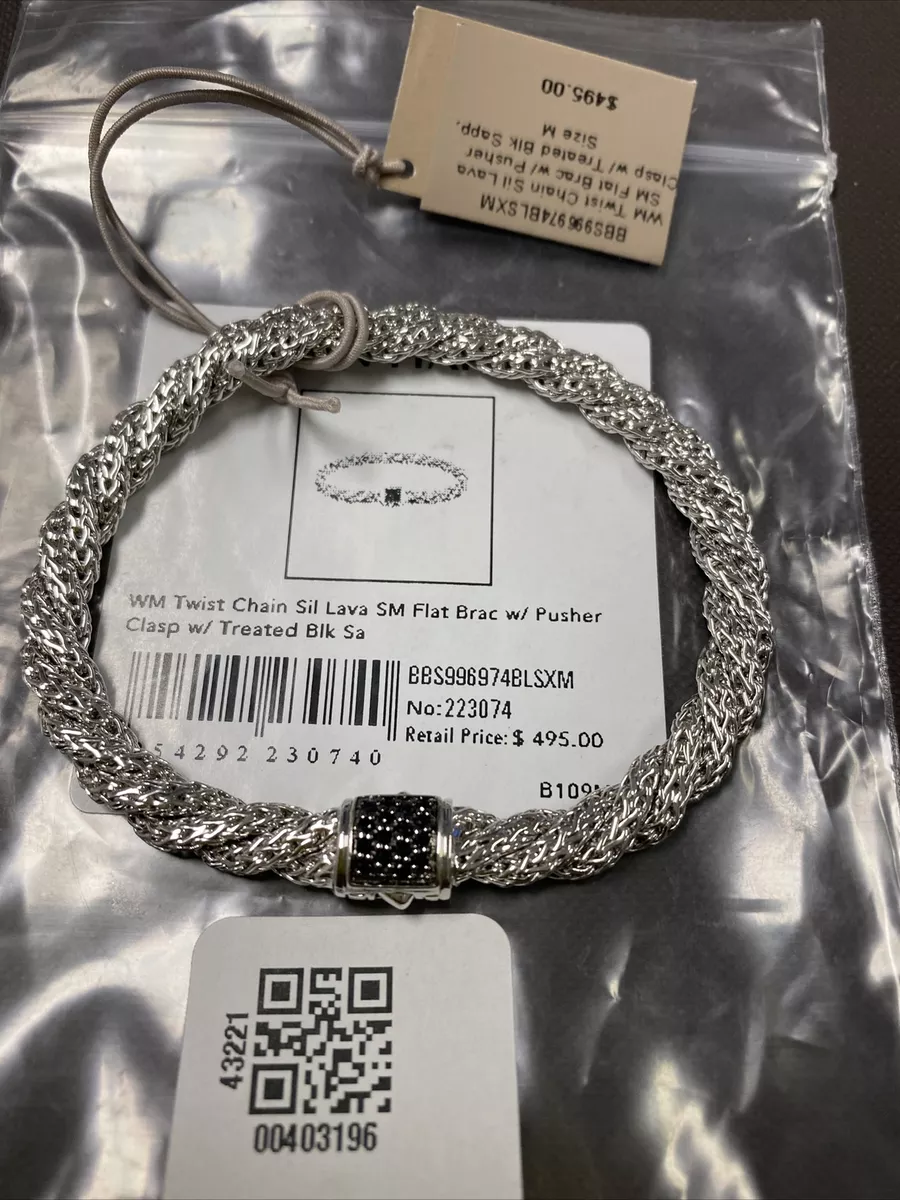 BBS996974BLSXM
WM Twist Chain Sil Lava
SM Flat Brac w/ Pusher
Clasp w/ Treated Blk Sapp,
Size M
$495.00
WM Twist Chain Sil Lava SM Flat Brac w/ Pusher
Clasp w/ Treated Blk Sa
BBS996974BLSXM
No:223074
Retail Price: $ 495.00
54292 230740
43221
00403196